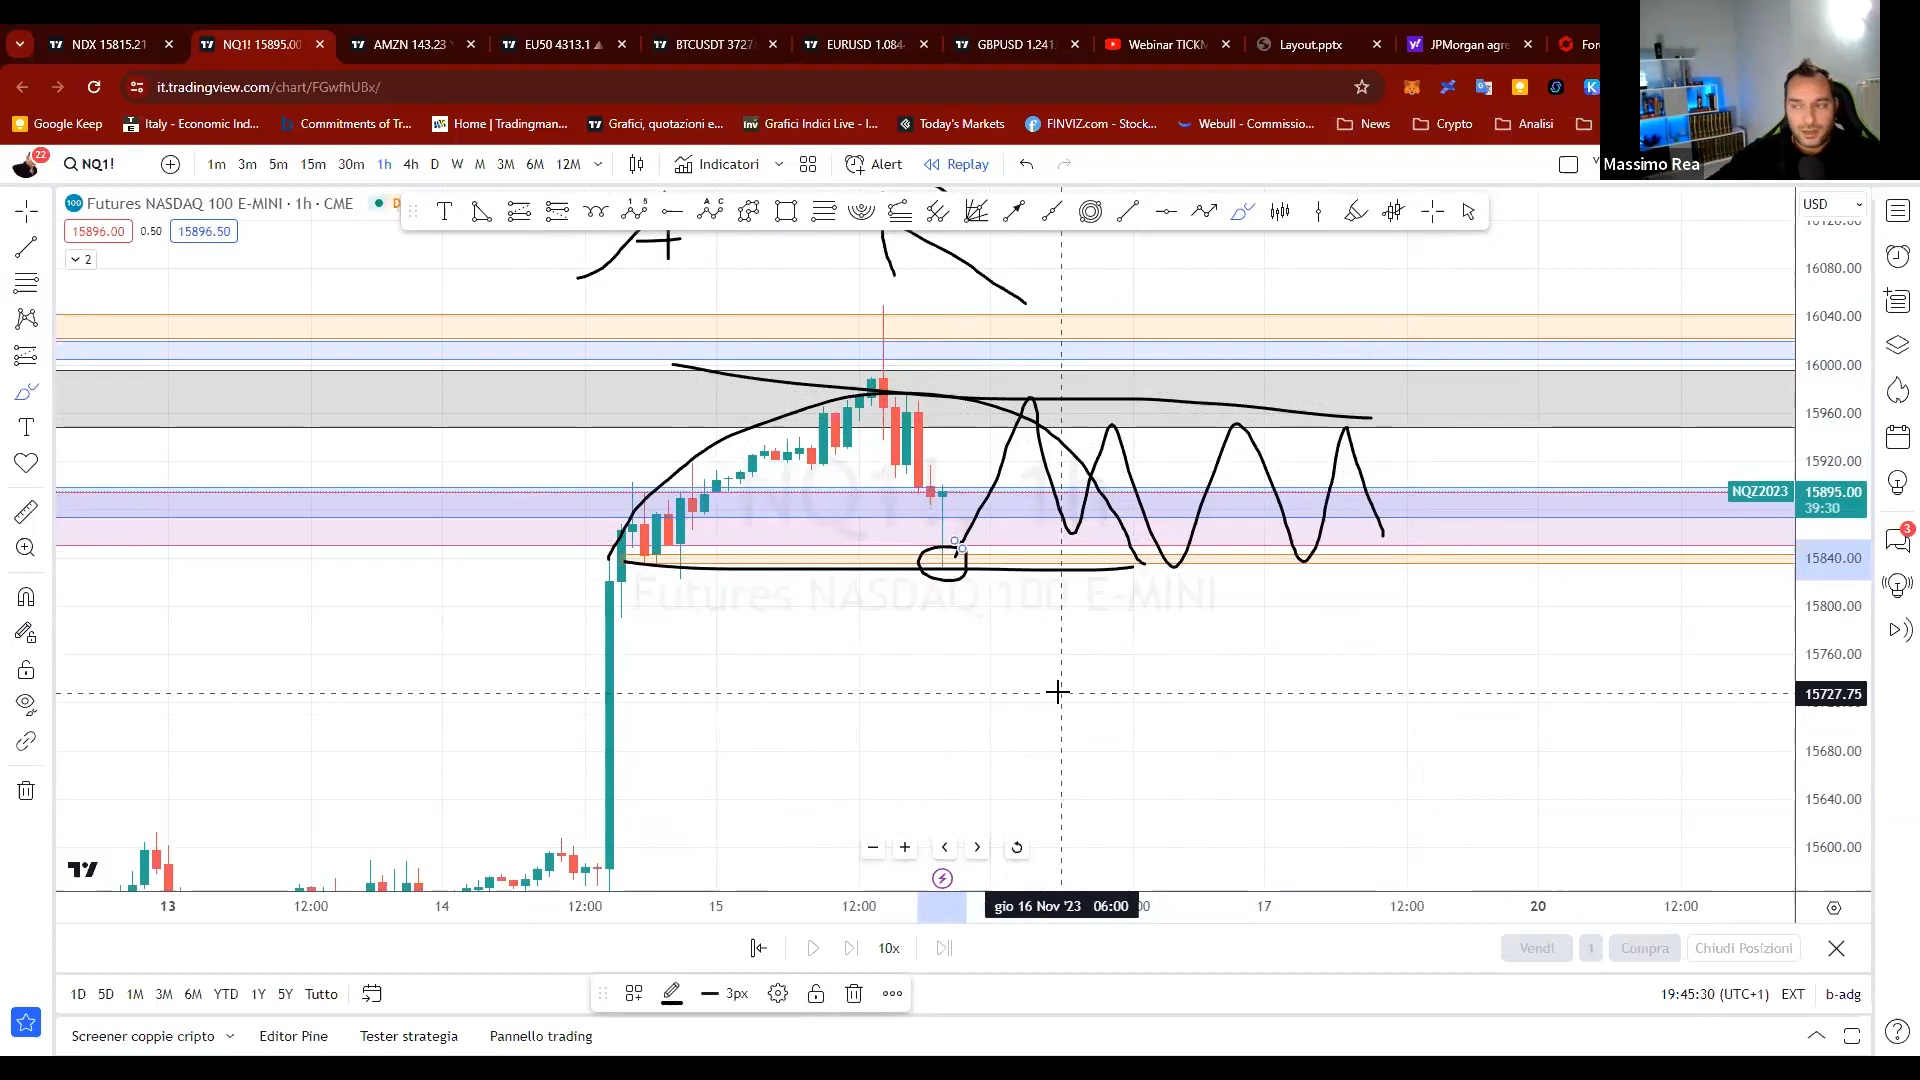 NDX 15815.21
NQ1! 15895.00
AMZN 143.23
EU50 4313.1
BTCUSDT 3727
EURUSD 1.084
GBPUSD 1.241
Webinar TICKM
Layout.pptx
JPMorgan agre
For
it.tradingview.com/chart/FGwfhUBx/
Google Keep
Italy - Economic Ind...
Commitments of Tr...
Home | Tradingman...
Grafici, quotazioni e...
Grafici Indici Live - I...
Today's Markets
FINVIZ.com - Stock...
Webull - Commissio...
News
Crypto
Analisi
Massimo Rea
22
NQ1!
1m 3m 5m 15m 30m 1h 4h D W M 3M 6M 12M
Indicatori
Alert
Replay
Futures NASDAQ 100 E-MINI · 1h · CME
USD
15896.00 0.50 15896.50
2
16120.00
16080.00
16040.00
16000.00
15960.00
15920.00
NQZ2023 15895.00
39:30
15840.00
15800.00
15760.00
15727.75
15680.00
15640.00
15600.00
NQ1!, 1h
Futures NASDAQ 100 E-MINI
3
13 12:00 14 12:00 15 12:00 gio 16 Nov '23 06:00 17 12:00 20 12:00
10x
Vendi 1 Compra Chiudi Posizioni
1D 5D 1M 3M 6M YTD 1Y 5Y Tutto
3px
19:45:30 (UTC+1) EXT b-adg
Screener coppie cripto Editor Pine Tester strategia Pannello trading